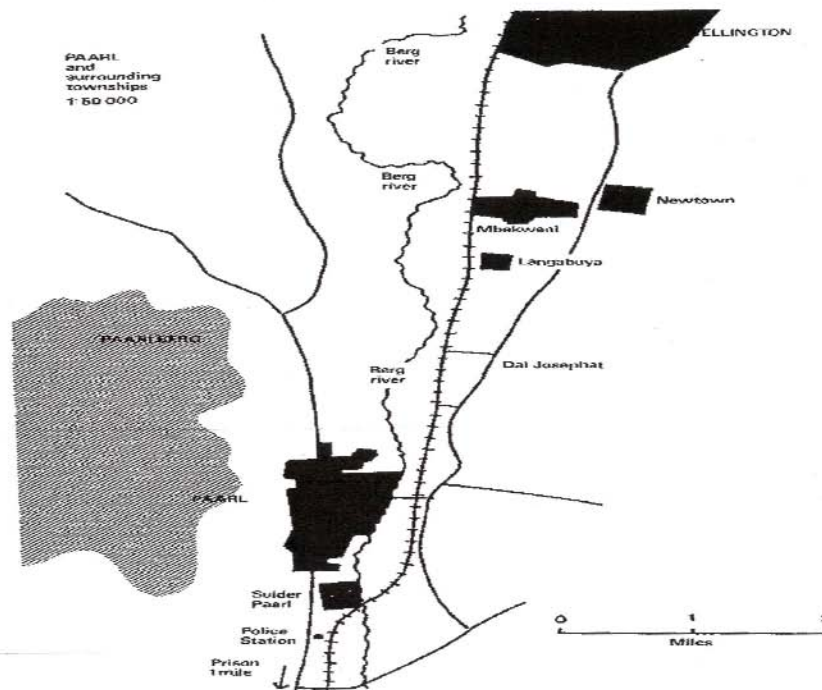 PAARL
and
surrounding
townships
1:50 000
Berg
river
ELLINGTON
Berg
river
Newtown
Mbekweni
Langabuya
PAARLBERG
Dal Josephat
Berg
river
PAARL
Suider
Paarl
Police
Station
Prison
1 mile
0 1
Miles